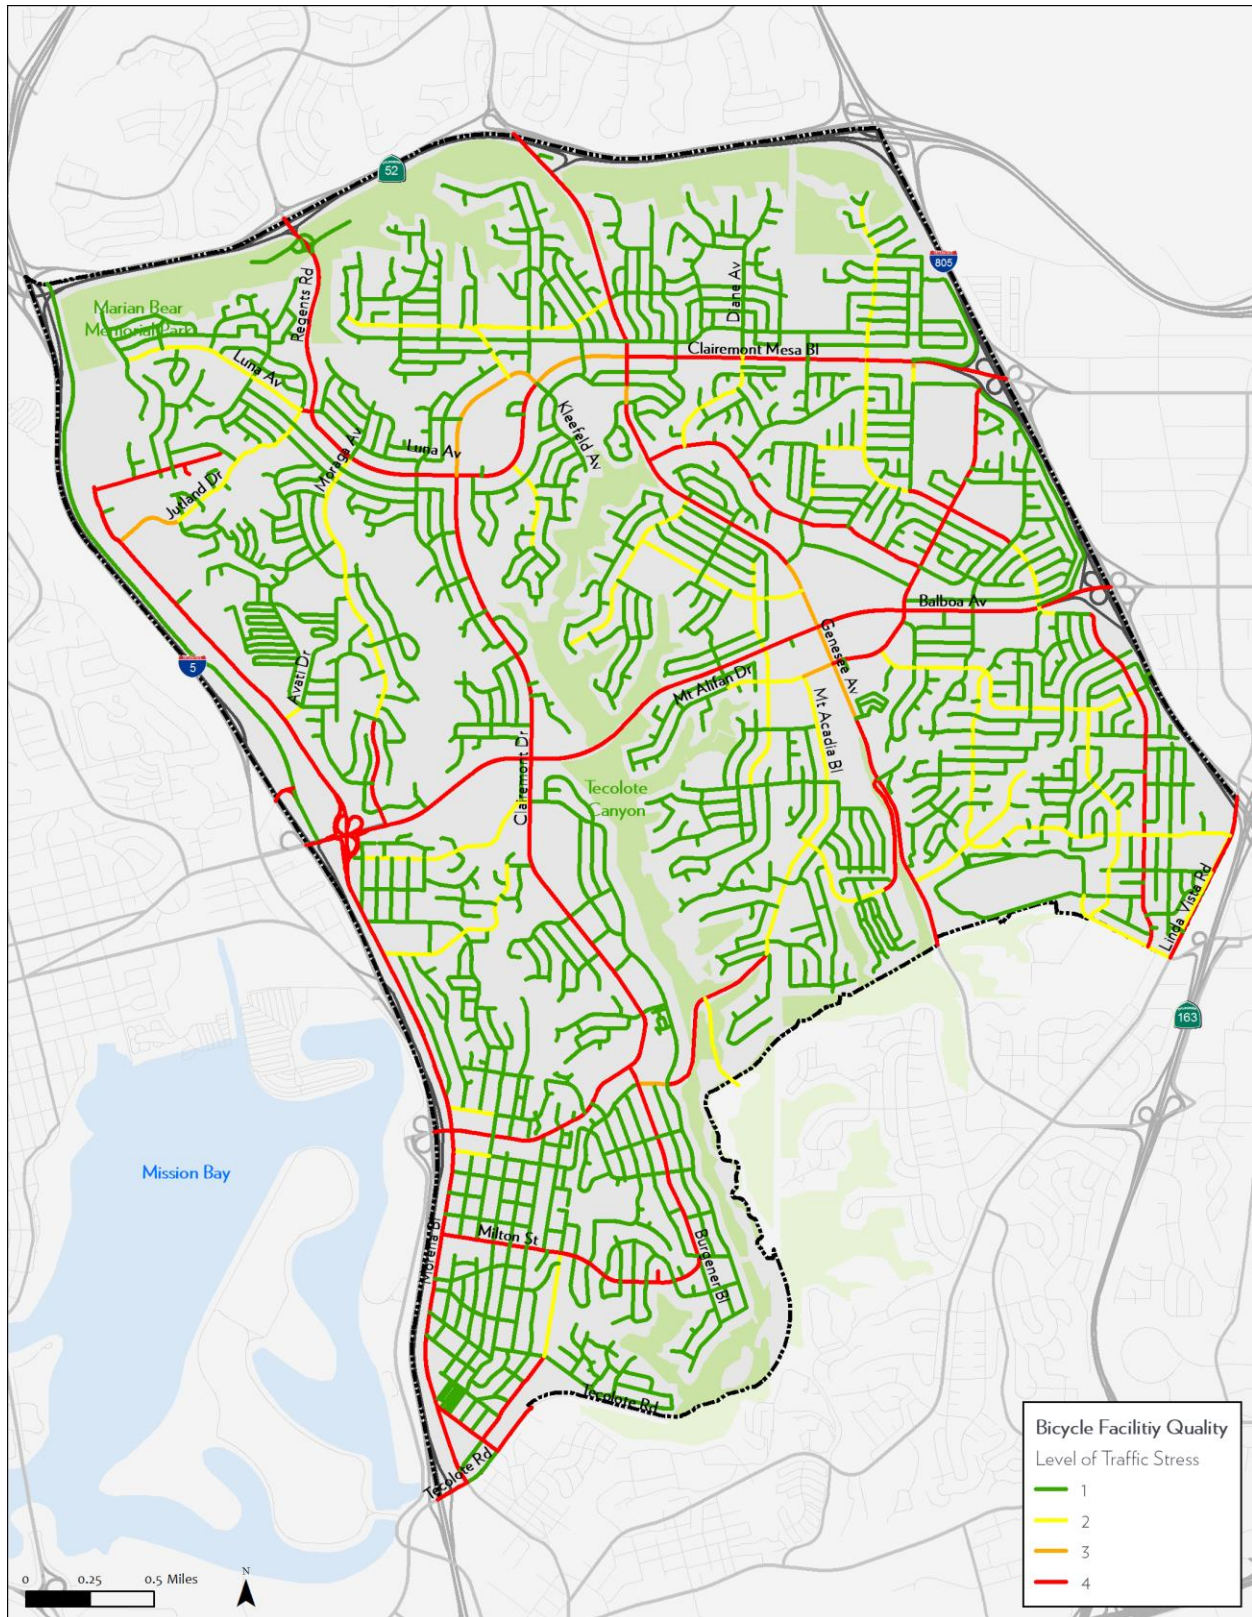 52
805
Marian Bear
Memorial Park
Regents Rd
Diane Av
Luna Av
Clairemont Mesa Bl
Kleefeld Av
Luna Av
Moraga Av
Jutland Dr
Balboa Av
Genesee Av
5
Avati Dr
Mt Alifan Dr
Mt Acadia Bl
Clairemont Dr
Tecolote
Canyon
Linda Vista Rd
163
Mission Bay
Morena Bl
Milton St
Burgener Bl
Tecolote Rd
Tecolote Rd
Bicycle Facilitiy Quality
Level of Traffic Stress
1
2
3
4
0 0.25 0.5 Miles
N